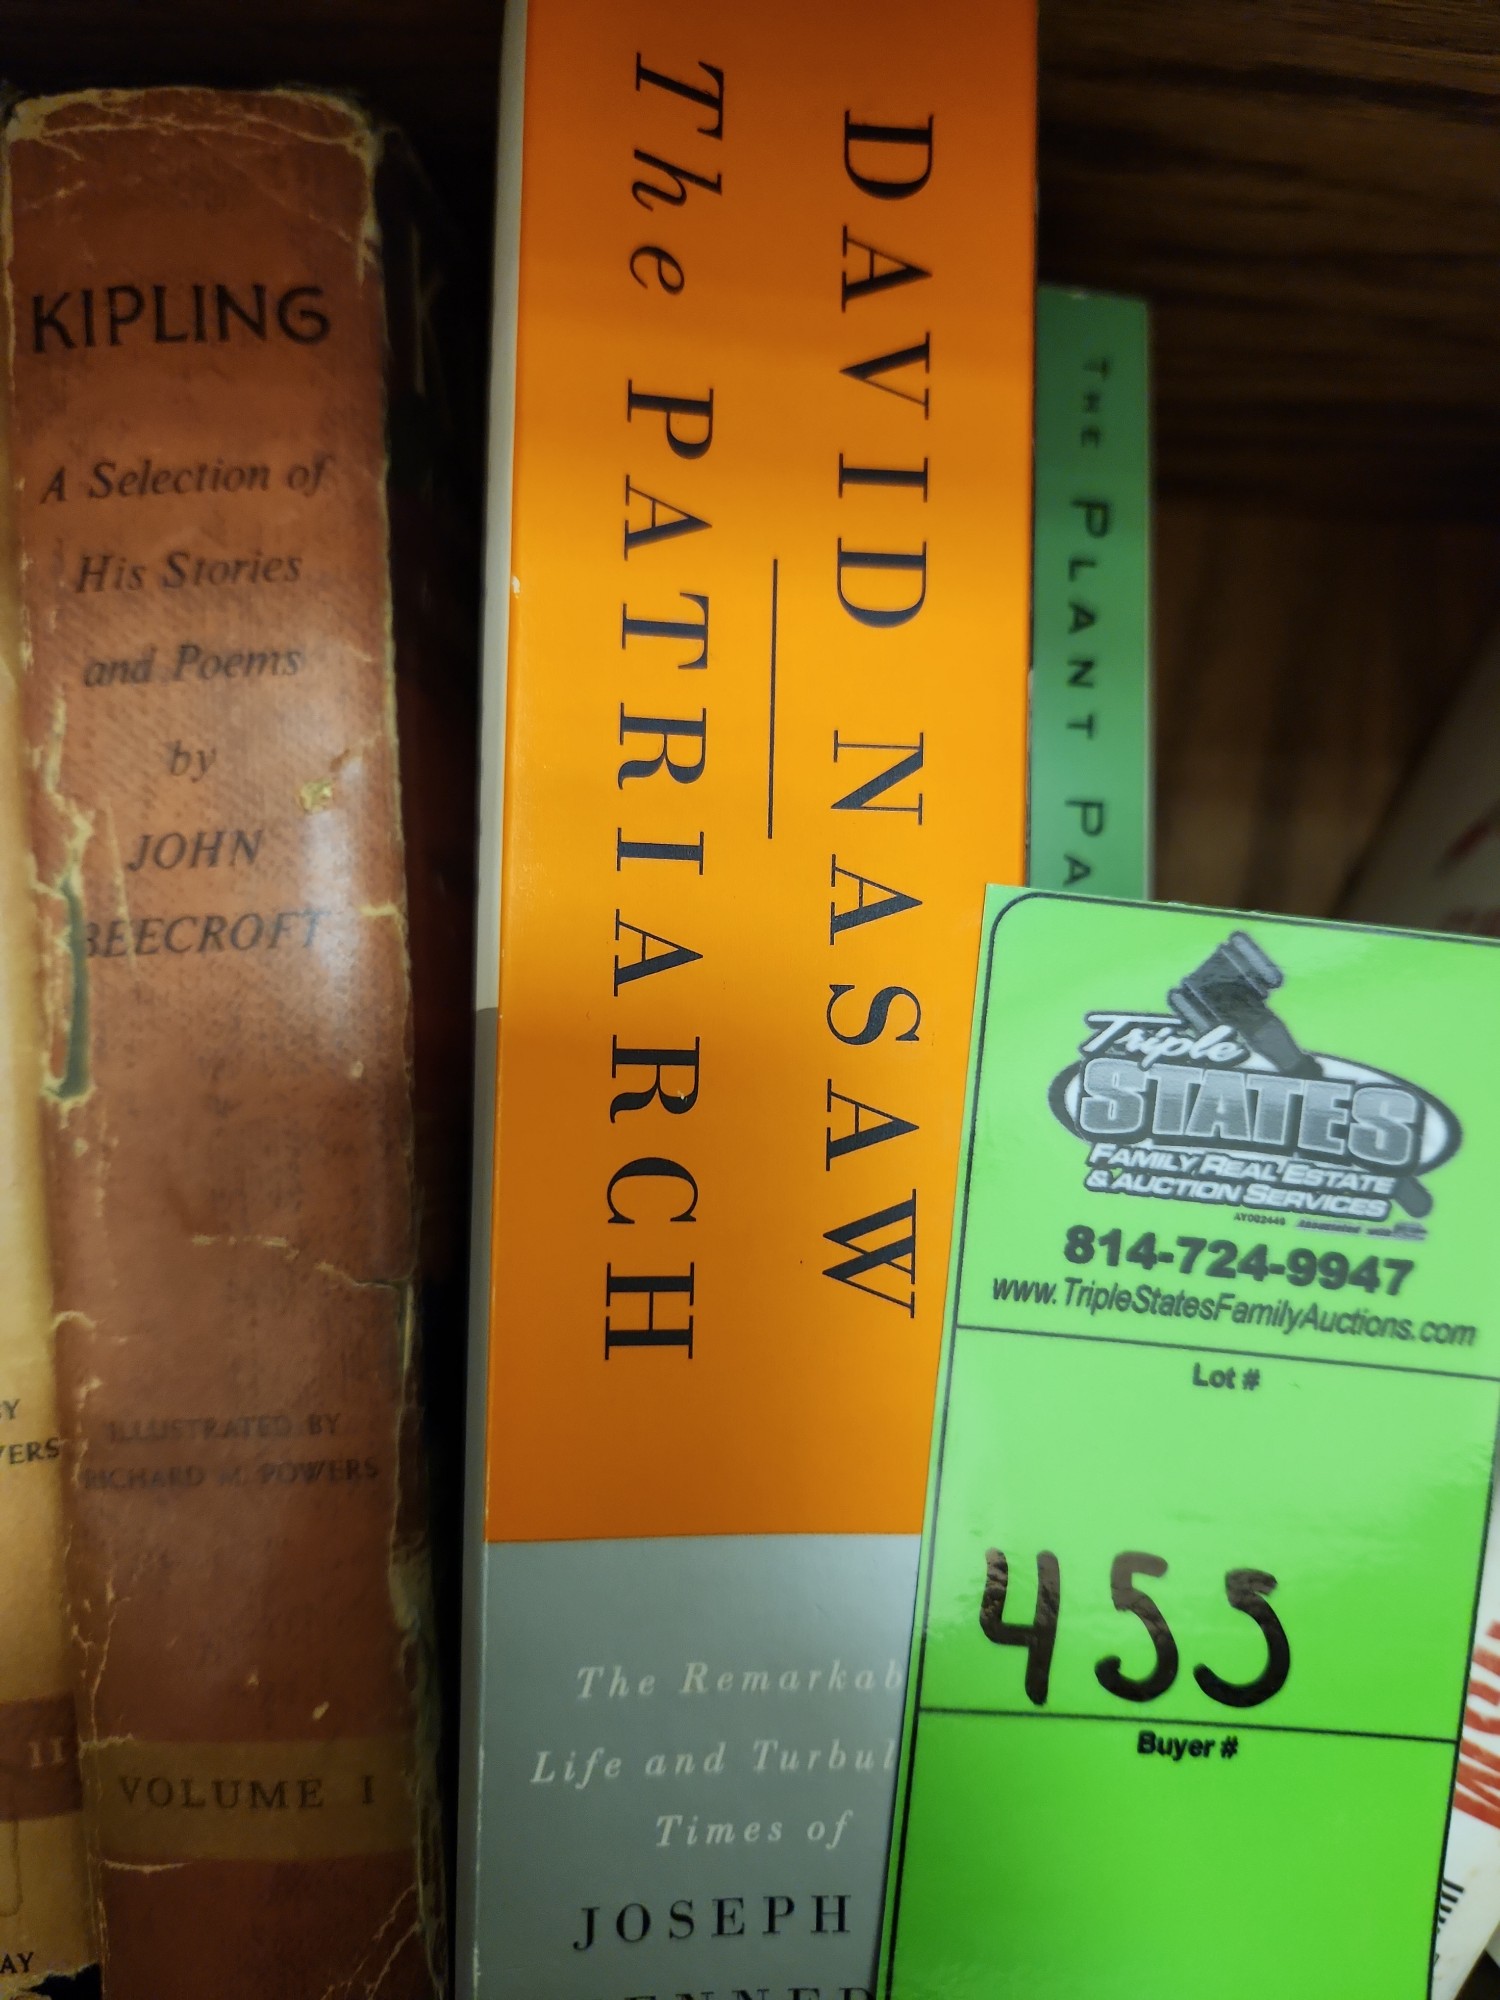 KIPLING
A Selection of
His Stories
and Poems
by
JOHN
BEECROFT
ILLUSTRATED BY
RICHARD M. POWERS
VOLUME I
II
DAVID NASAW
The PATRIARCH
The Remarkab
Life and Turbul
Times of
JOSEPH
THE PLANT PA
Triple
STATES
FAMILY REAL ESTATE
& AUCTION SERVICES
AY002449
814-724-9947
www.TripleStatesFamilyAuctions.com
Lot #
455
Buyer #